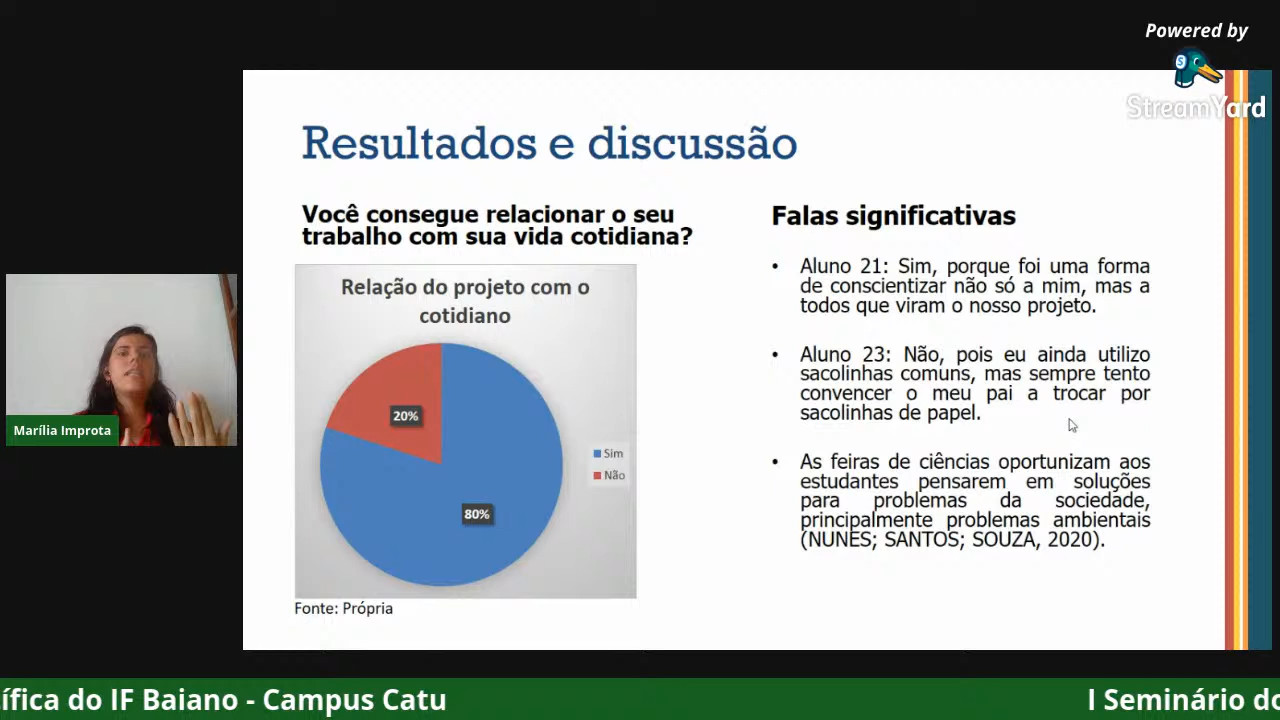 Powered by
StreamYard
Resultados e discussão
Você consegue relacionar o seu
trabalho com sua vida cotidiana?
Relação do projeto com o
cotidiano
20%
80%
Sim
Não
Fonte: Própria
Falas significativas
• Aluno 21: Sim, porque foi uma forma
de conscientizar não só a mim, mas a
todos que viram o nosso projeto.
• Aluno 23: Não, pois eu ainda utilizo
sacolinhas comuns, mas sempre tento
convencer o meu pai a trocar por
sacolinhas de papel.
• As feiras de ciências oportunizam aos
estudantes pensarem em soluções
para problemas da sociedade,
principalmente problemas ambientais
(NUNES; SANTOS; SOUZA, 2020).
Marília Improta
ífica do IF Baiano - Campus Catu
I Seminário do